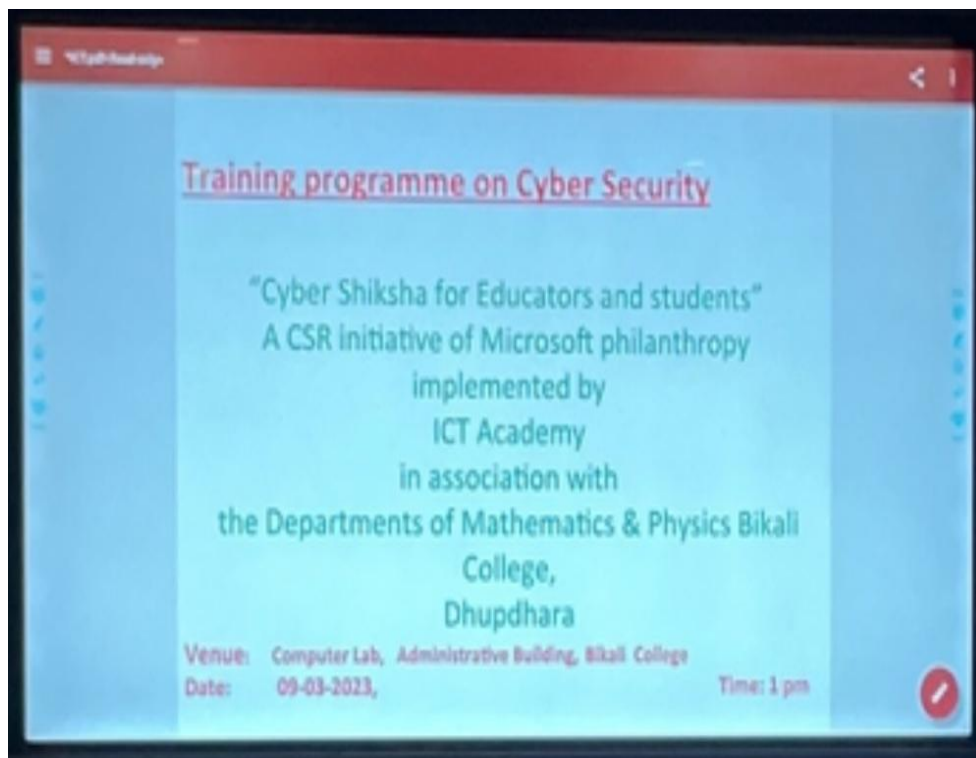 Training programme on Cyber Security
“Cyber Shiksha for Educators and students”
A CSR initiative of Microsoft philanthropy
implemented by
ICT Academy
in association with
the Departments of Mathematics & Physics Bikali
College,
Dhupdhara
Venue: Computer Lab, Administrative Building, Bikali College
Date: 09-03-2023, Time: 1 pm